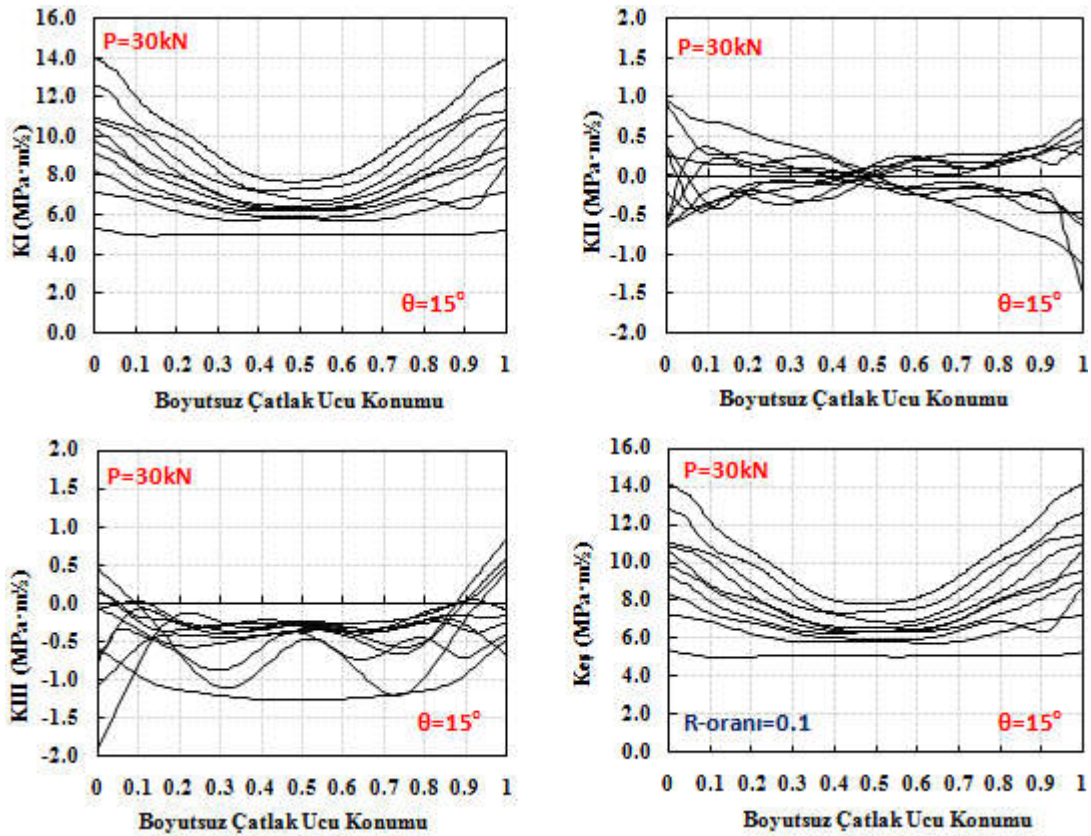 16.0
14.0
12.0
10.0
8.0
6.0
4.0
2.0
0.0
KI (MPa·m½)
P=30kN
θ=15°
0 0.1 0.2 0.3 0.4 0.5 0.6 0.7 0.8 0.9 1
Boyutsuz Çatlak Ucu Konumu
2.0
1.5
1.0
0.5
0.0
-0.5
-1.0
-1.5
-2.0
KII (MPa·m½)
P=30kN
θ=15°
0 0.1 0.2 0.3 0.4 0.5 0.6 0.7 0.8 0.9 1
Boyutsuz Çatlak Ucu Konumu
2.0
1.5
1.0
0.5
0.0
-0.5
-1.0
-1.5
-2.0
KIII (MPa·m½)
P=30kN
θ=15°
0 0.1 0.2 0.3 0.4 0.5 0.6 0.7 0.8 0.9 1
Boyutsuz Çatlak Ucu Konumu
16.0
14.0
12.0
10.0
8.0
6.0
4.0
2.0
0.0
Keş (MPa·m½)
P=30kN
R-oranı=0.1
θ=15°
0 0.1 0.2 0.3 0.4 0.5 0.6 0.7 0.8 0.9 1
Boyutsuz Çatlak Ucu Konumu